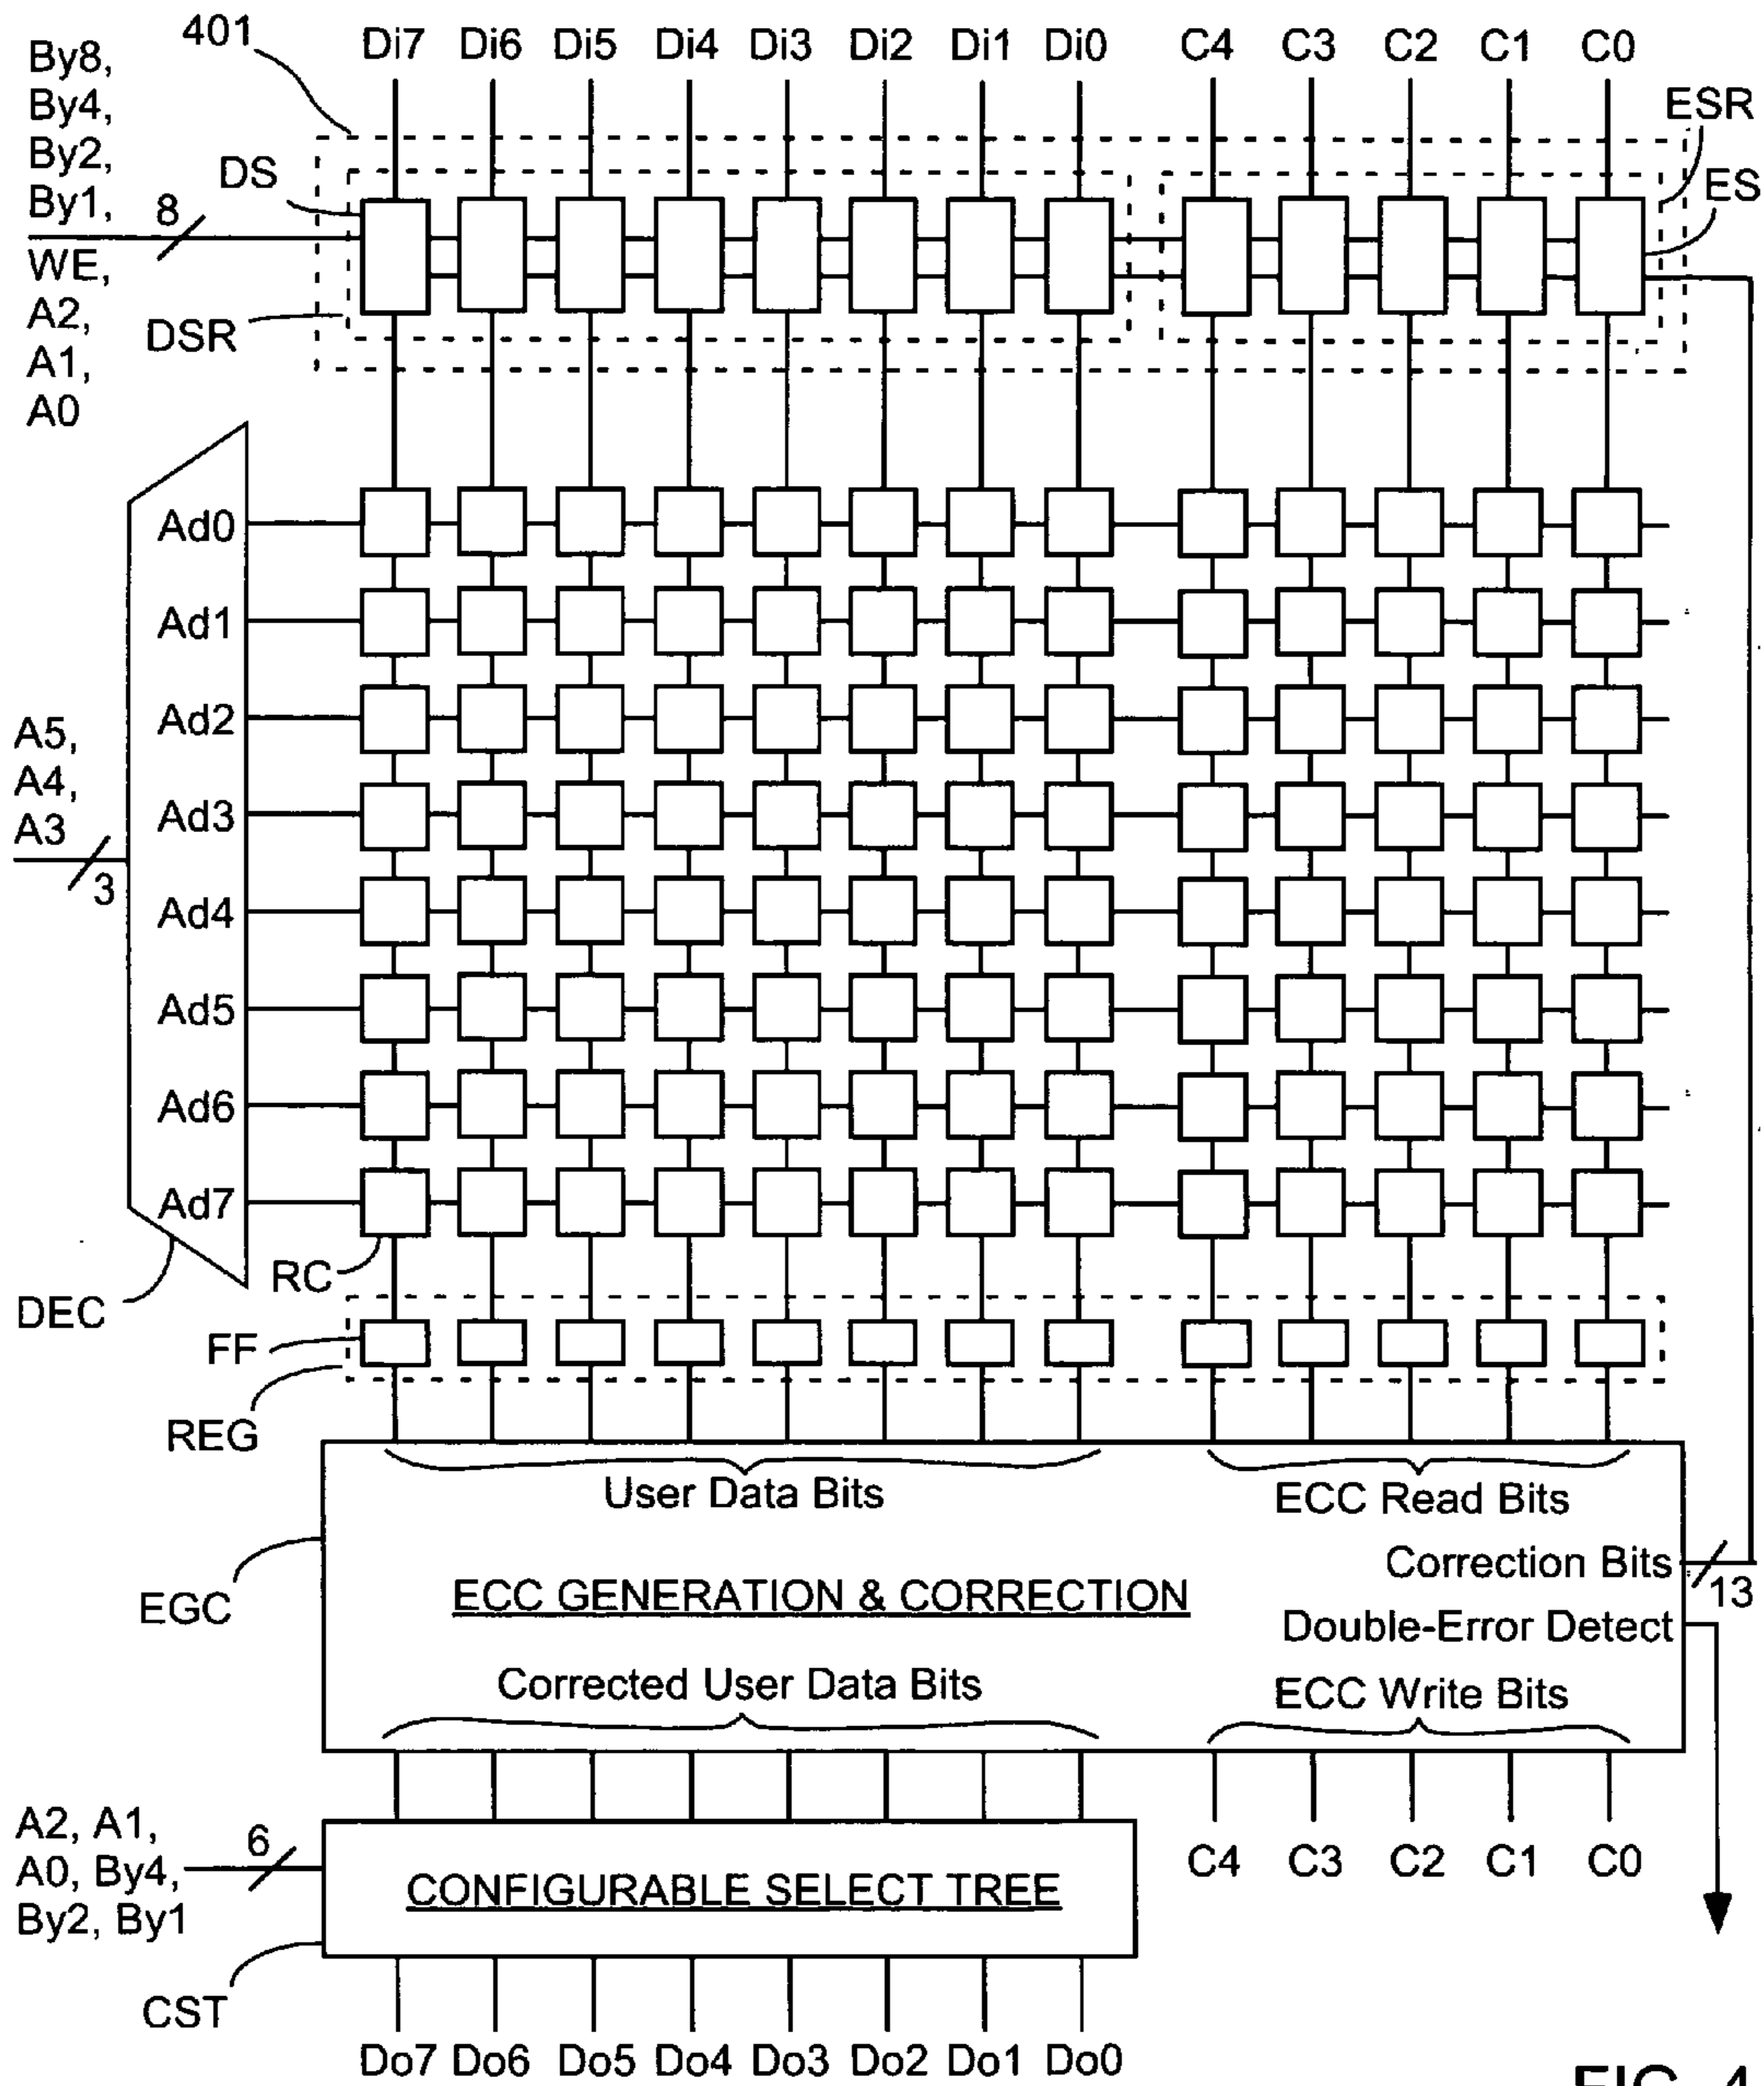 401
Di7 Di6 Di5 Di4 Di3 Di2 Di1 Di0 C4 C3 C2 C1 C0
By8,
By4,
By2,
By1,
8
WE,
A2,
A1,
A0
DS
DSR
ESR
ES
Ad0
Ad1
Ad2
Ad3
Ad4
Ad5
Ad6
Ad7
A5,
A4,
A3
3
DEC
RC
FF
REG
User Data Bits
ECC Read Bits
Correction Bits
13
EGC
ECC GENERATION & CORRECTION
Double-Error Detect
Corrected User Data Bits
ECC Write Bits
A2, A1,
A0, By4,
By2, By1
6
CONFIGURABLE SELECT TREE
C4 C3 C2 C1 C0
CST
Do7 Do6 Do5 Do4 Do3 Do2 Do1 Do0
FIG. 4